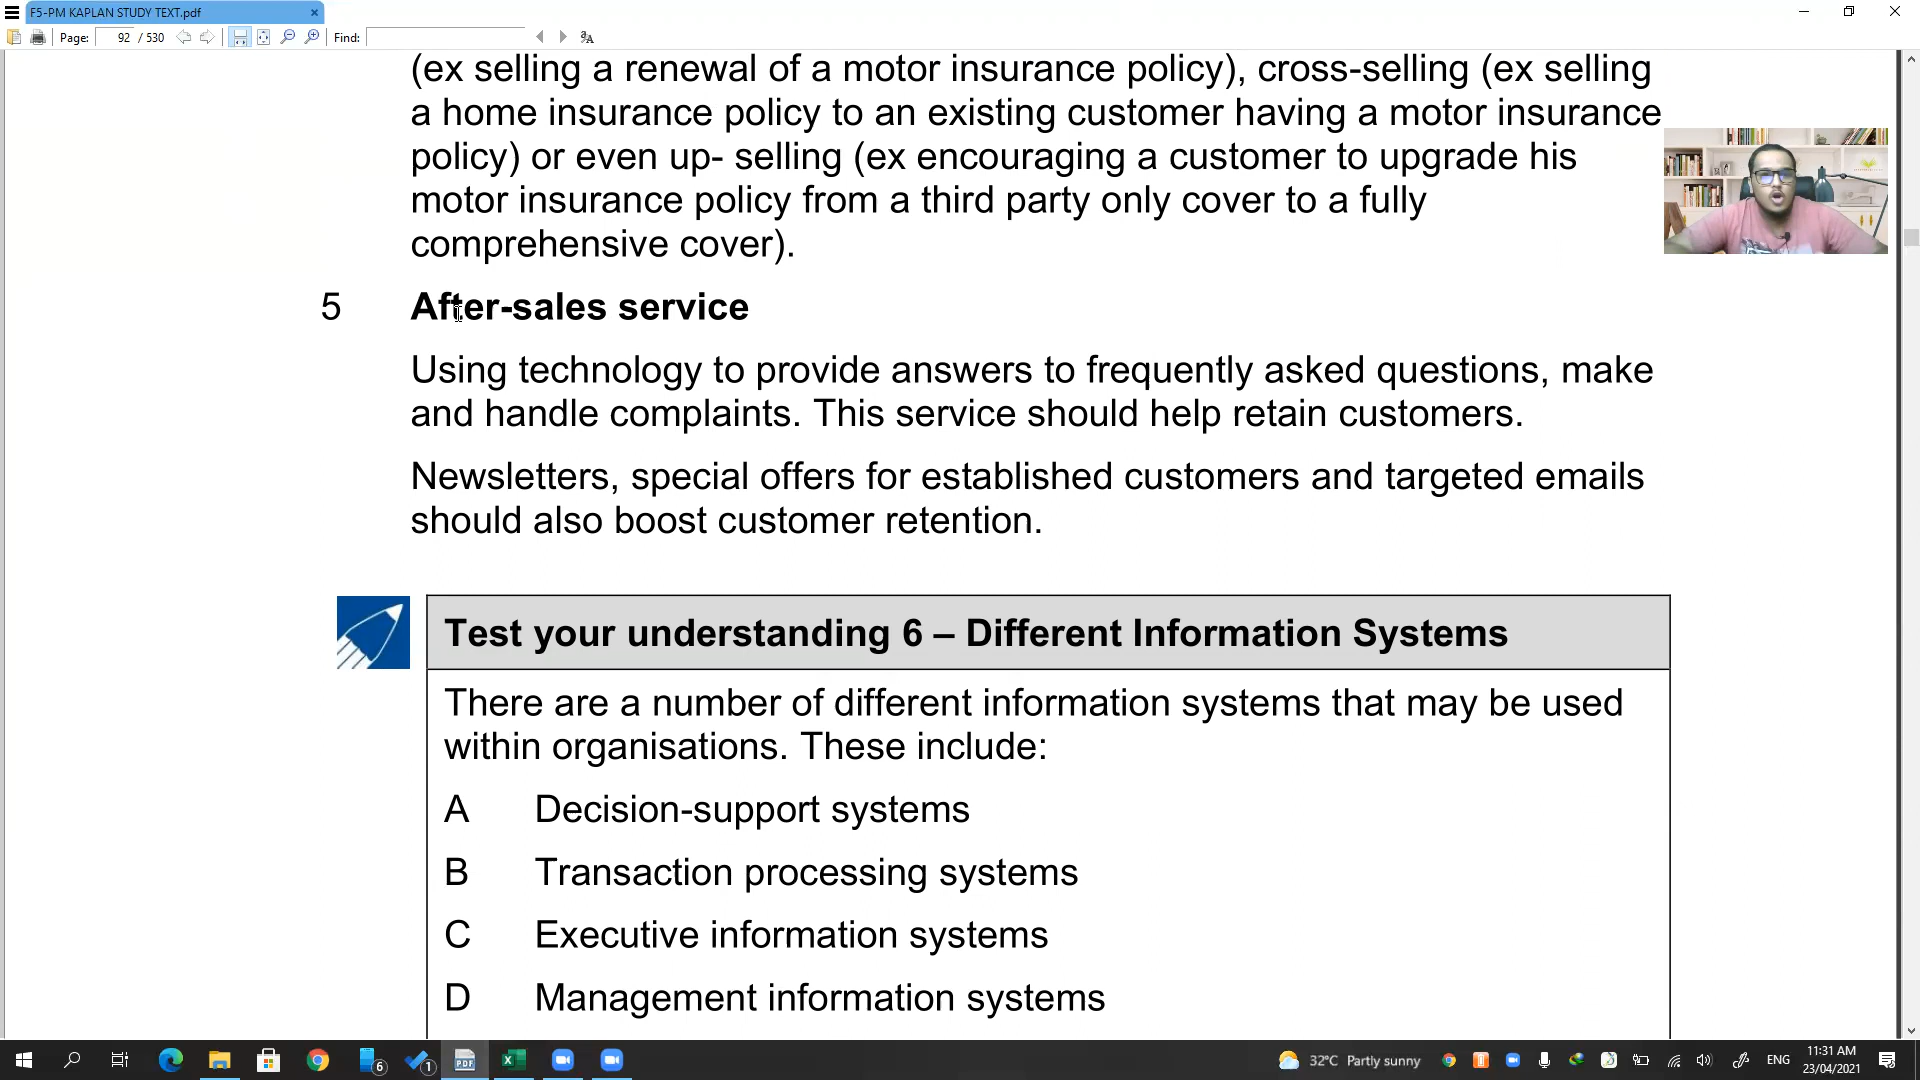 F5-PM KAPLAN STUDY TEXT.pdf
Page: 92 / 530 Find:
(ex selling a renewal of a motor insurance policy), cross-selling (ex selling
a home insurance policy to an existing customer having a motor insurance
policy) or even up- selling (ex encouraging a customer to upgrade his
motor insurance policy from a third party only cover to a fully
comprehensive cover).
5 After-sales service
Using technology to provide answers to frequently asked questions, make
and handle complaints. This service should help retain customers.
Newsletters, special offers for established customers and targeted emails
should also boost customer retention.
Test your understanding 6 – Different Information Systems
There are a number of different information systems that may be used
within organisations. These include:
A Decision-support systems
B Transaction processing systems
C Executive information systems
D Management information systems
6
1
PDF
32°C Partly sunny
ENG
11:31 AM
23/04/2021